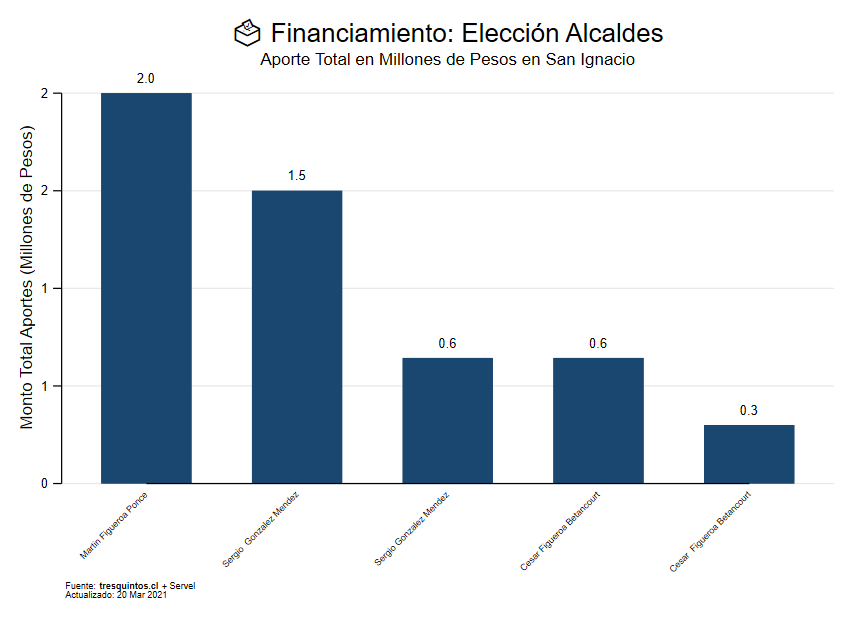 Financiamiento: Elección Alcaldes
Aporte Total en Millones de Pesos en San Ignacio
Monto Total Aportes (Millones de Pesos)
2
2
1
1
0
2.0
1.5
0.6
0.6
0.3
Martin Figueroa Ponce
Sergio  Gonzalez Mendez
Sergio Gonzalez Mendez
Cesar Figueroa Betancourt
Cesar  Figueroa Betancourt
Fuente: tresquintos.cl + Servel
Actualizado: 20 Mar 2021